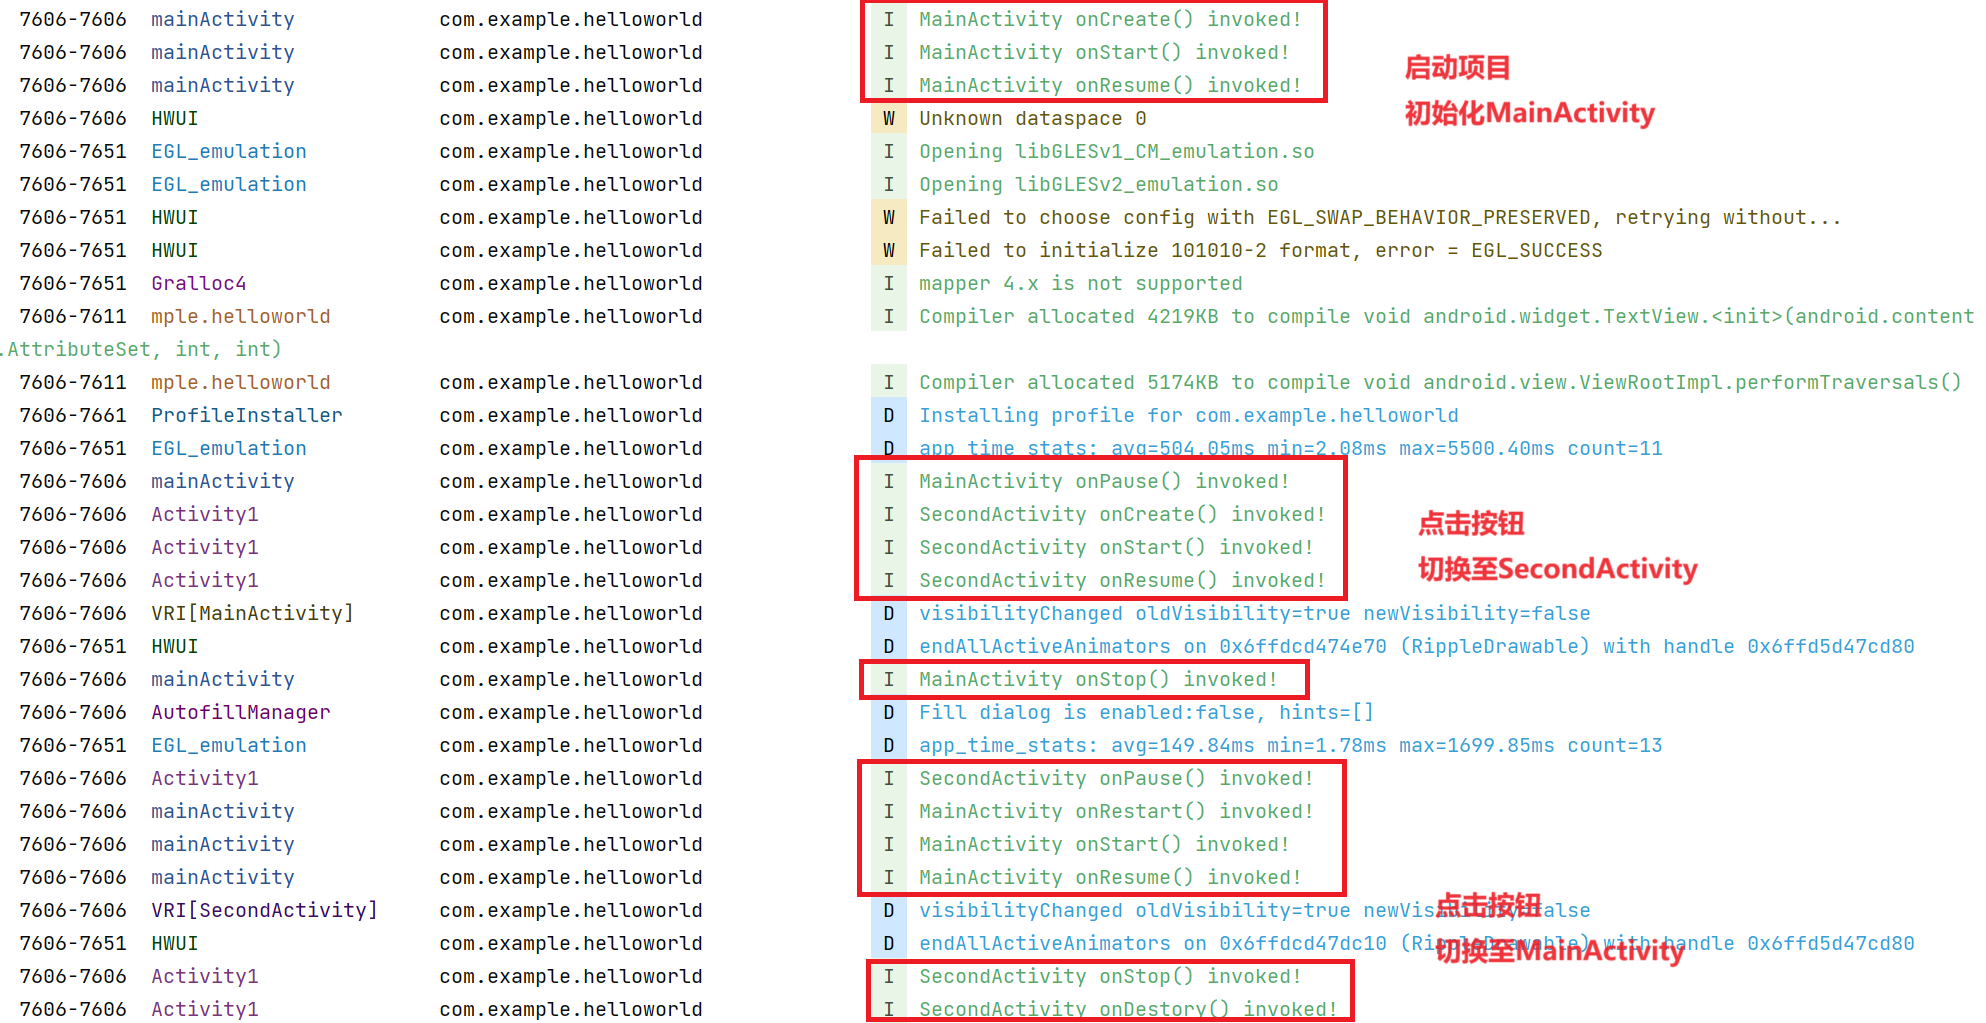 7606-7606 mainActivity com.example.helloworld I MainActivity onCreate() invoked!
7606-7606 mainActivity com.example.helloworld I MainActivity onStart() invoked!
启动项目
7606-7606 mainActivity com.example.helloworld I MainActivity onResume() invoked!
初始化MainActivity
7606-7606 HWUI com.example.helloworld W Unknown dataspace 0
7606-7651 EGL_emulation com.example.helloworld I Opening libGLESv1_CM_emulation.so
7606-7651 EGL_emulation com.example.helloworld I Opening libGLESv2_emulation.so
7606-7651 HWUI com.example.helloworld W Failed to choose config with EGL_SWAP_BEHAVIOR_PRESERVED, retrying without...
7606-7651 HWUI com.example.helloworld W Failed to initialize 101010-2 format, error = EGL_SUCCESS
7606-7651 Gralloc4 com.example.helloworld I mapper 4.x is not supported
7606-7611 mple.helloworld com.example.helloworld I Compiler allocated 4219KB to compile void android.widget.TextView.<init>(android.content
.AttributeSet, int, int)
7606-7611 mple.helloworld com.example.helloworld I Compiler allocated 5174KB to compile void android.view.ViewRootImpl.performTraversals()
7606-7661 ProfileInstaller com.example.helloworld D Installing profile for com.example.helloworld
7606-7651 EGL_emulation com.example.helloworld D app_time_stats: avg=504.05ms min=2.08ms max=5500.40ms count=11
7606-7606 mainActivity com.example.helloworld I MainActivity onPause() invoked!
7606-7606 Activity1 com.example.helloworld I SecondActivity onCreate() invoked!
点击按钮
7606-7606 Activity1 com.example.helloworld I SecondActivity onStart() invoked!
切换至SecondActivity
7606-7606 Activity1 com.example.helloworld I SecondActivity onResume() invoked!
7606-7606 VRI[MainActivity] com.example.helloworld D visibilityChanged oldVisibility=true newVisibility=false
7606-7651 HWUI com.example.helloworld D endAllActiveAnimators on 0x6ffdcd474e70 (RippleDrawable) with handle 0x6ffd5d47cd80
7606-7606 mainActivity com.example.helloworld I MainActivity onStop() invoked!
7606-7606 AutofillManager com.example.helloworld D Fill dialog is enabled:false, hints=[]
7606-7651 EGL_emulation com.example.helloworld D app_time_stats: avg=149.84ms min=1.78ms max=1699.85ms count=13
7606-7606 Activity1 com.example.helloworld I SecondActivity onPause() invoked!
7606-7606 mainActivity com.example.helloworld I MainActivity onRestart() invoked!
7606-7606 mainActivity com.example.helloworld I MainActivity onStart() invoked!
7606-7606 mainActivity com.example.helloworld I MainActivity onResume() invoked!
7606-7606 VRI[SecondActivity] com.example.helloworld D visibilityChanged oldVisibility=true newVisibility=false
点击按钮
7606-7651 HWUI com.example.helloworld D endAllActiveAnimators on 0x6ffdcd47dc10 (RippleDrawable) with handle 0x6ffd5d47cd80
切换至MainActivity
7606-7606 Activity1 com.example.helloworld I SecondActivity onStop() invoked!
7606-7606 Activity1 com.example.helloworld I SecondActivity onDestory() invoked!